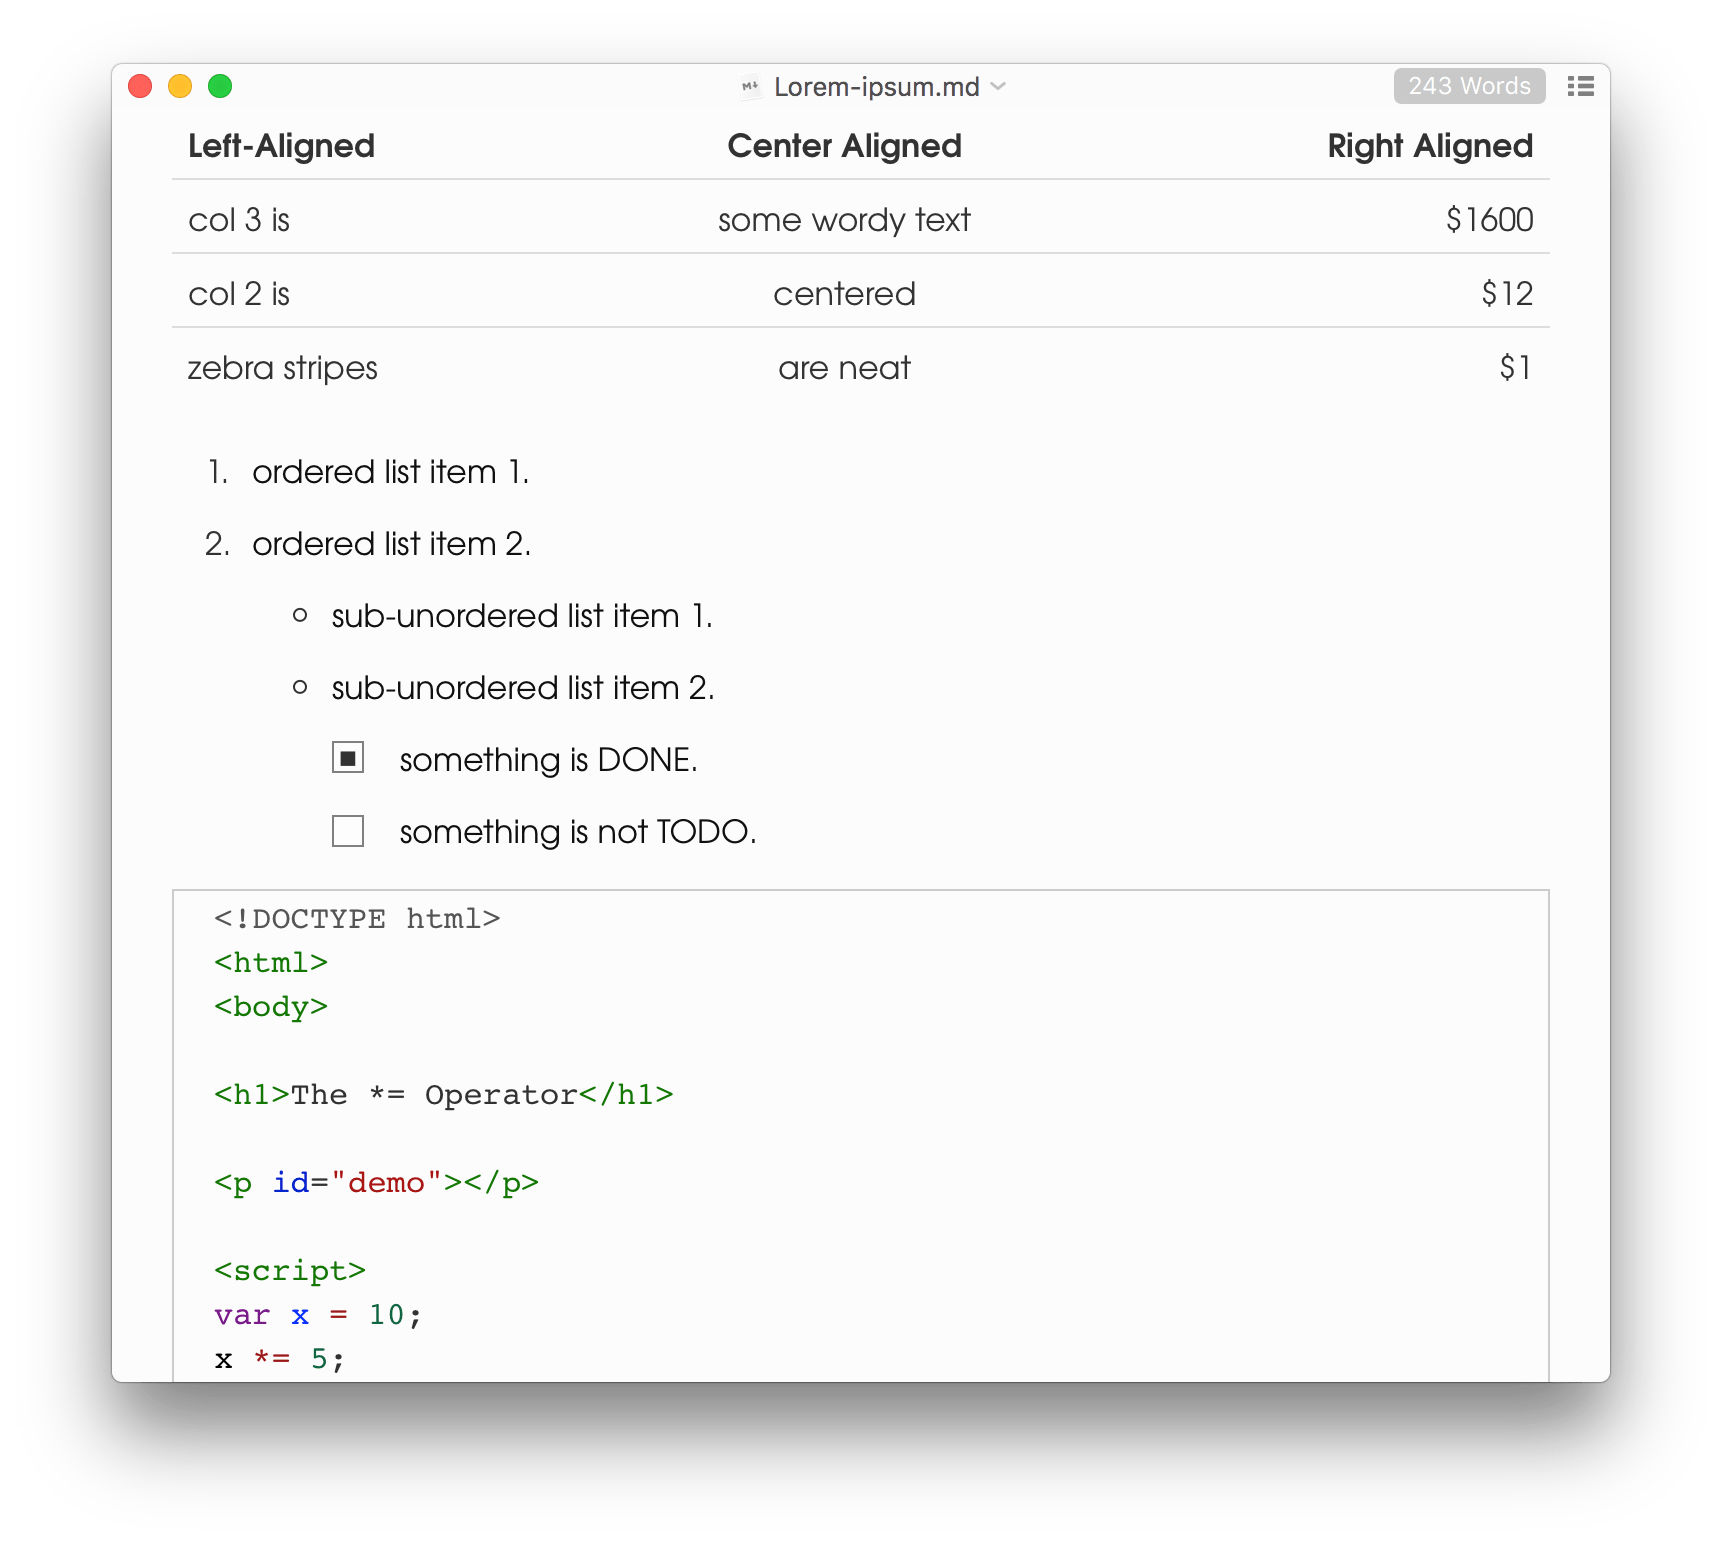 Lorem-ipsum.md
243 Words
Left-Aligned Center Aligned Right Aligned
col 3 is some wordy text $1600
col 2 is centered $12
zebra stripes are neat $1
1. ordered list item 1.
2. ordered list item 2.
sub-unordered list item 1.
sub-unordered list item 2.
something is DONE.
something is not TODO.
<!DOCTYPE html>
<html>
<body>
<h1>The *= Operator</h1>
<p id="demo"></p>
<script>
var x = 10;
x *= 5;